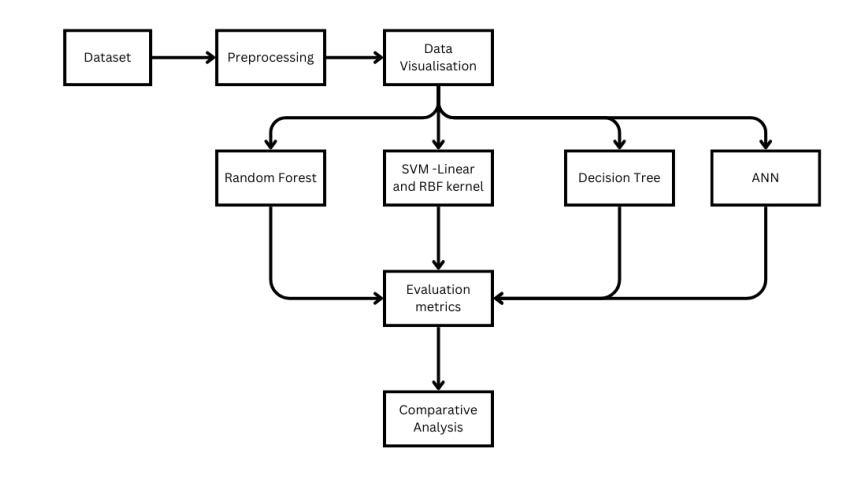 Dataset
Preprocessing
Data
Visualisation
Random Forest
SVM -Linear
and RBF kernel
Decision Tree
ANN
Evaluation
metrics
Comparative
Analysis